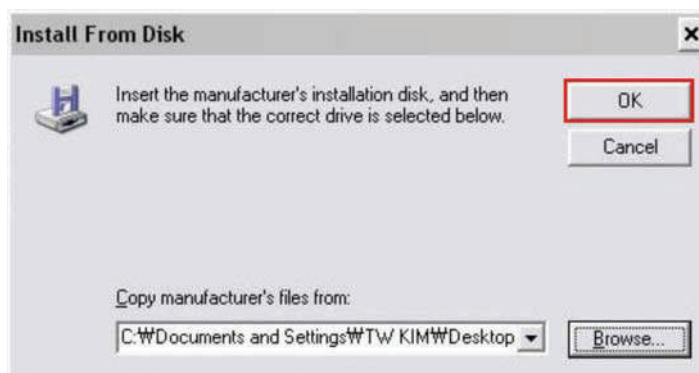 Install From Disk
Insert the manufacturer's installation disk, and then
make sure that the correct drive is selected below.
OK
Cancel
Copy manufacturer's files from:
C:₩Documents and Settings₩TW KIM₩Desktop
Browse...